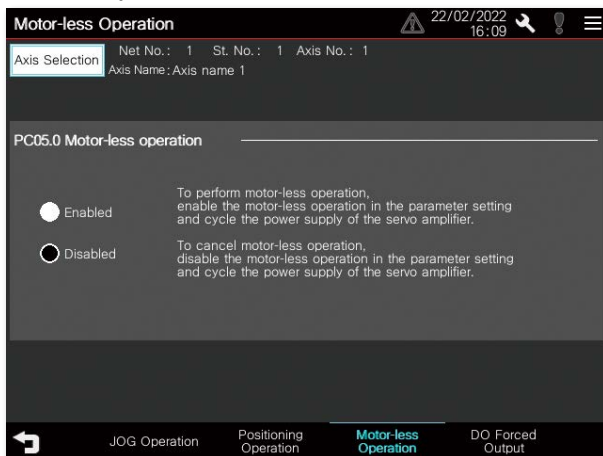 Motor-less Operation
22/02/2022
16:09
Axis Selection
Net No.: 1 St. No.: 1 Axis No.: 1
Axis Name:Axis name 1
PC05.0 Motor-less operation
Enabled
To perform motor-less operation,
enable the motor-less operation in the parameter setting
and cycle the power supply of the servo amplifier.
Disabled
To cancel motor-less operation,
disable the motor-less operation in the parameter setting
and cycle the power supply of the servo amplifier.
JOG Operation
Positioning
Operation
Motor-less
Operation
DO Forced
Output